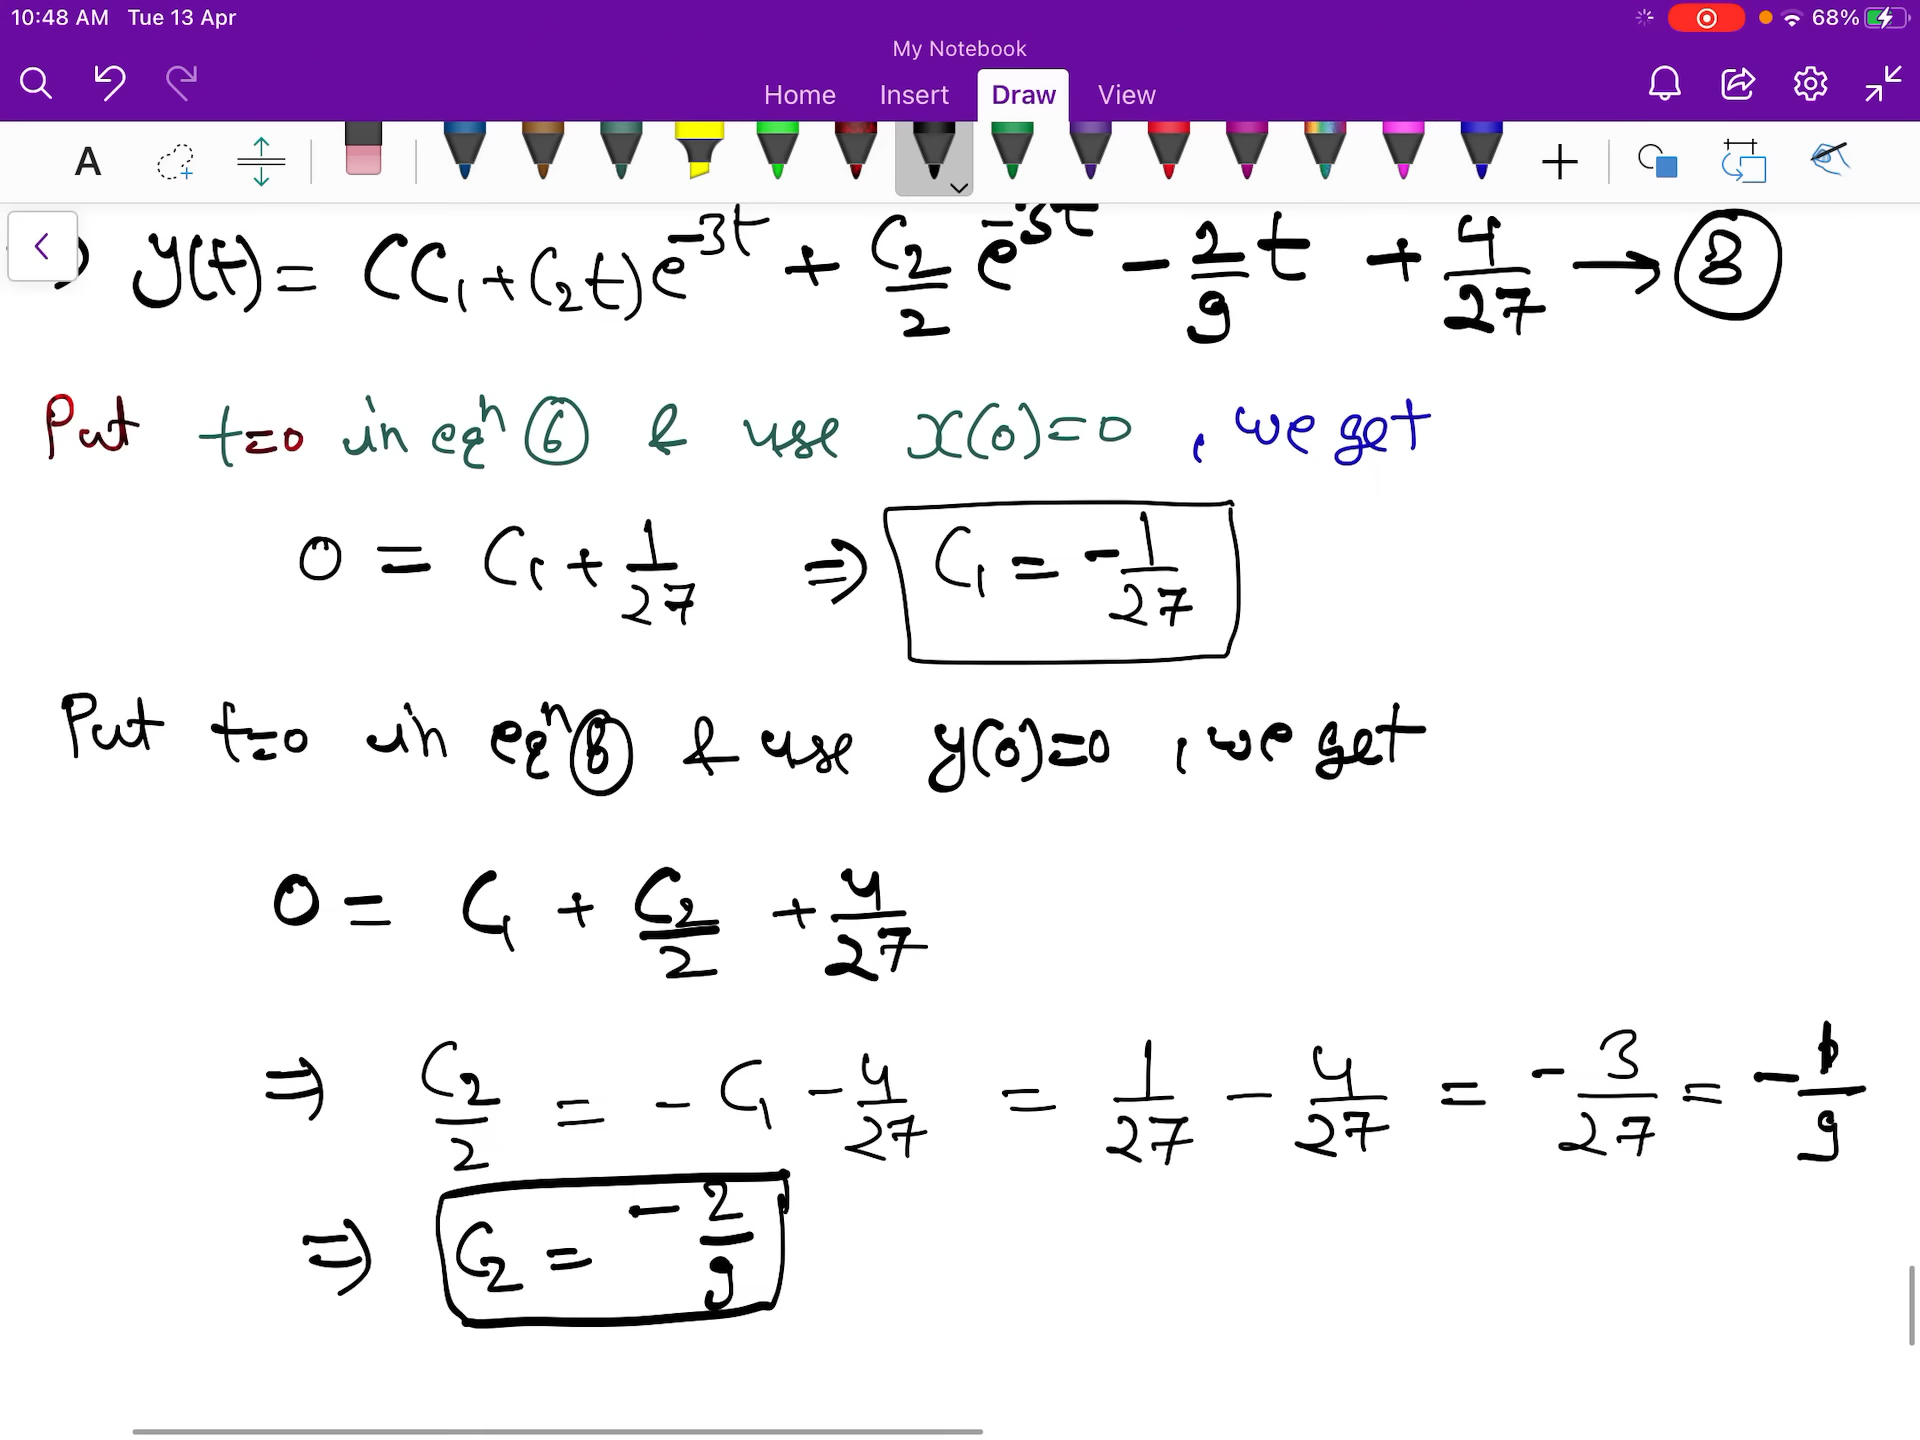 10:48 AM Tue 13 Apr
68%
My Notebook
Home Insert Draw View
A
y(t) = (C₁+C₂t)e^-3t + C₂/2 e^-3t - 2/9 t + 4/27 → ⑧
Put t=0 in eqⁿ ⑥ & use x(0)=0 , we get
0 = C₁ + 1/27 ⇒ C₁ = -1/27
Put t=0 in eqⁿ ⑧ & use y(0)=0 , we get
0 = C₁ + C₂/2 + 4/27
⇒ C₂/2 = - C₁ - 4/27 = 1/27 - 4/27 = - 3/27 = - 1/9
⇒ C₂ = - 2/9